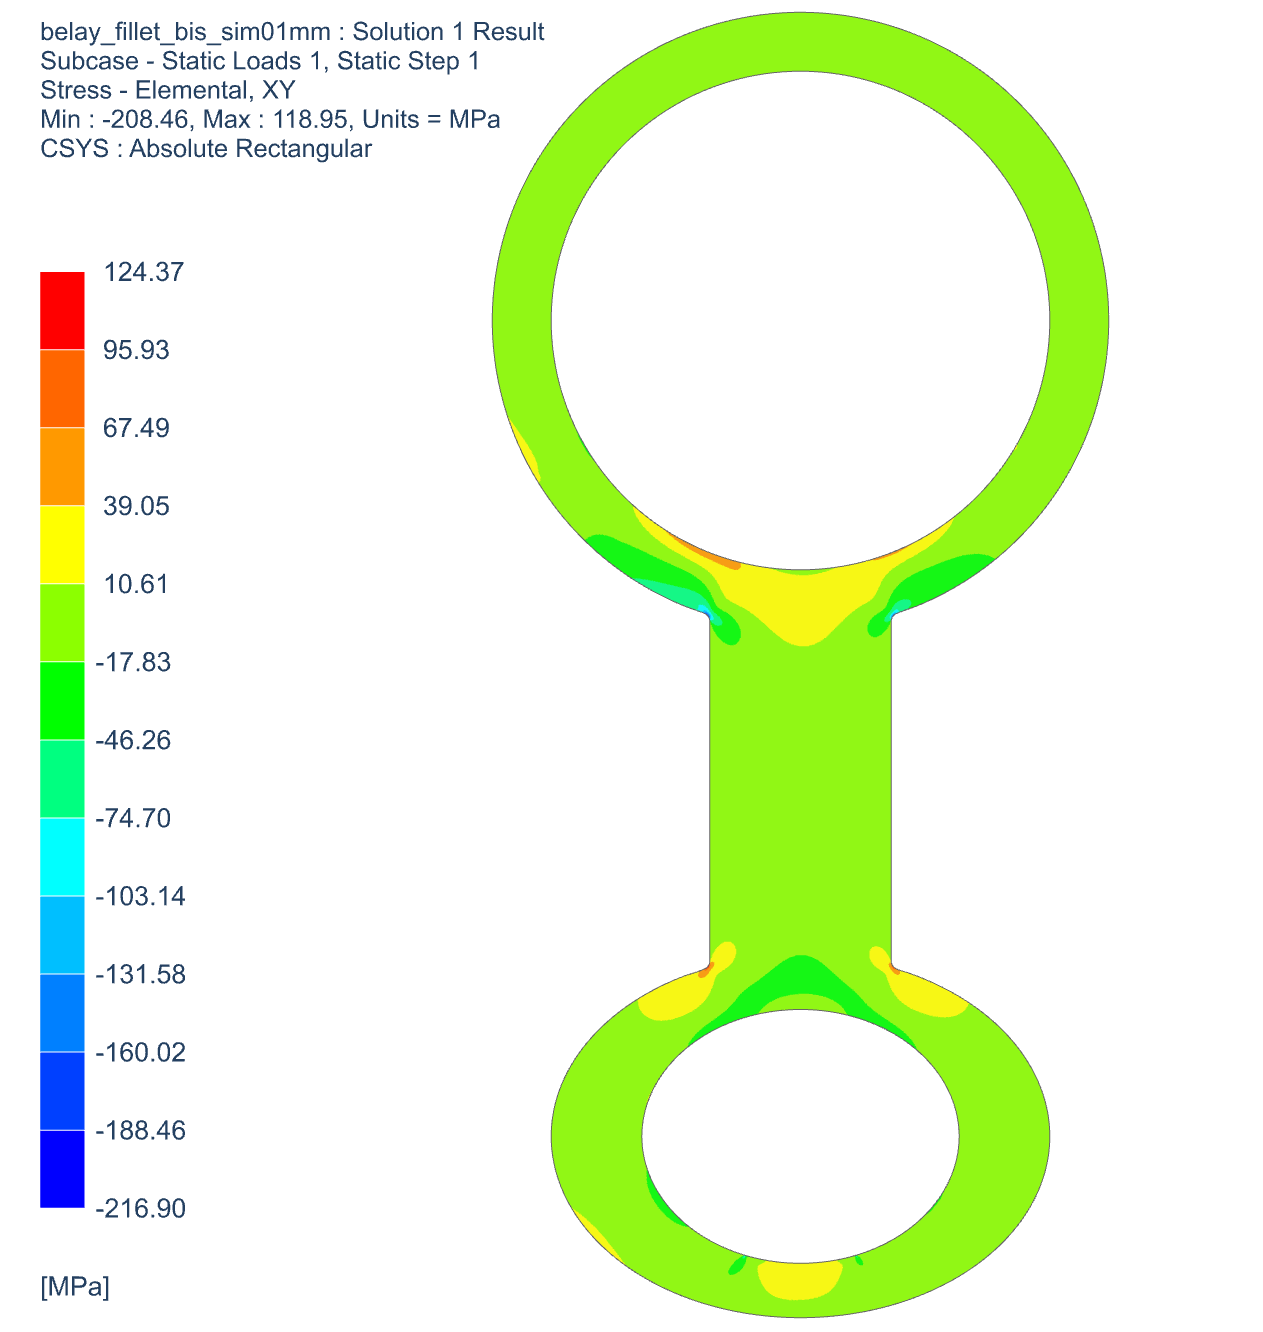 belay_fillet_bis_sim01mm : Solution 1 Result
Subcase - Static Loads 1, Static Step 1
Stress - Elemental, XY
Min : -208.46, Max : 118.95, Units = MPa
CSYS : Absolute Rectangular
124.37
95.93
67.49
39.05
10.61
-17.83
-46.26
-74.70
-103.14
-131.58
-160.02
-188.46
-216.90
[MPa]